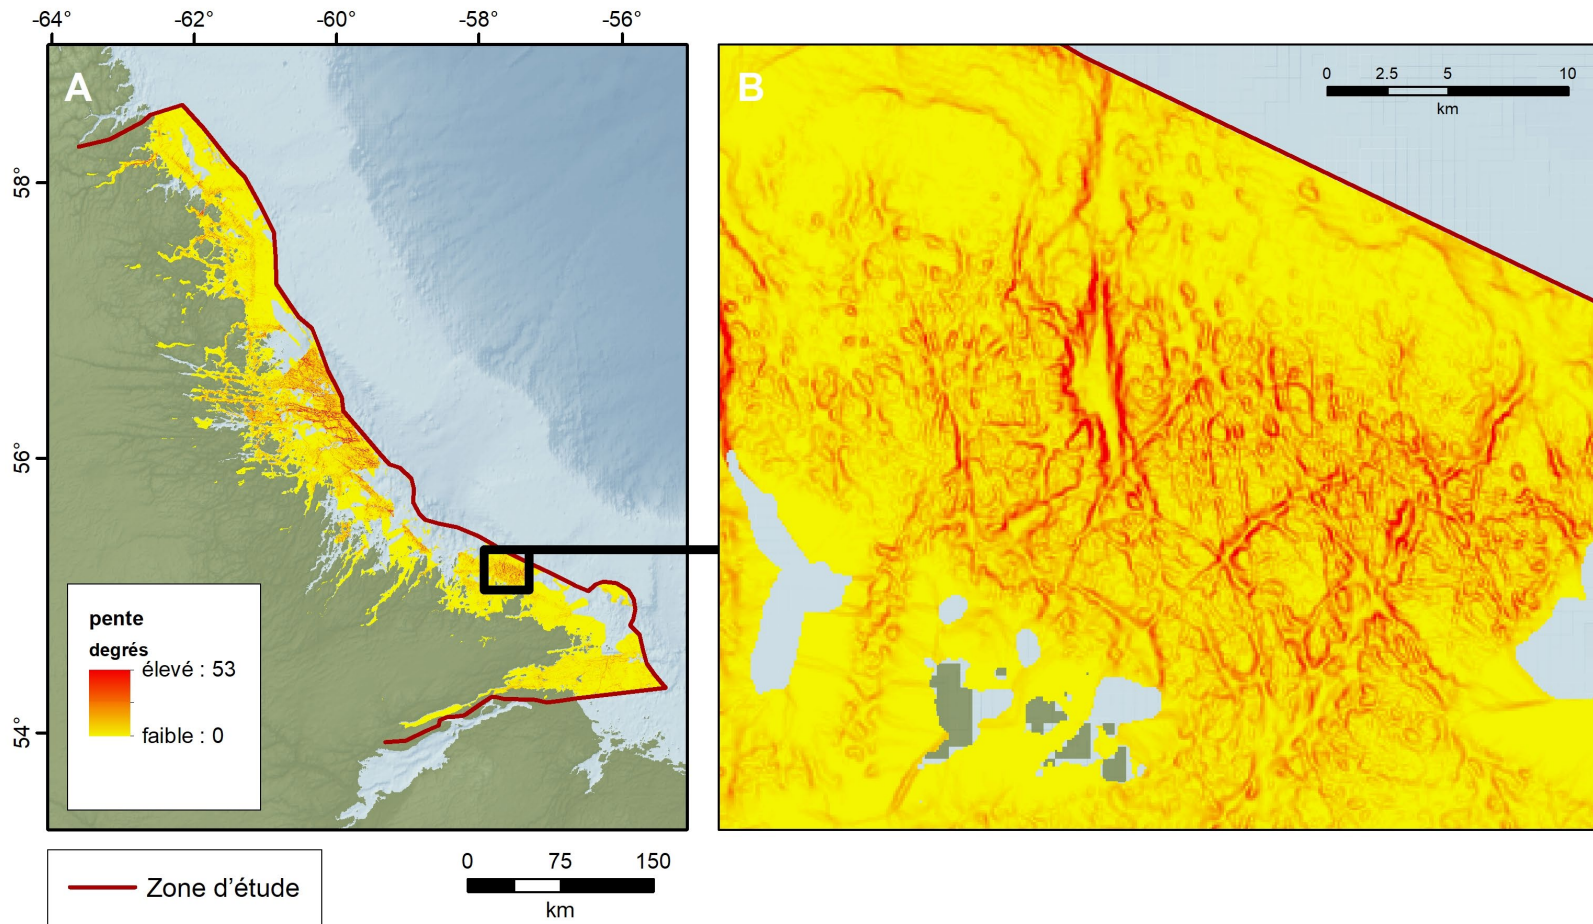 -64° -62° -60° -58° -56°
A
B
0 2.5 5 10
km
58°
56°
54°
pente
degrés
élevé : 53
faible : 0
Zone d'étude
0 75 150
km